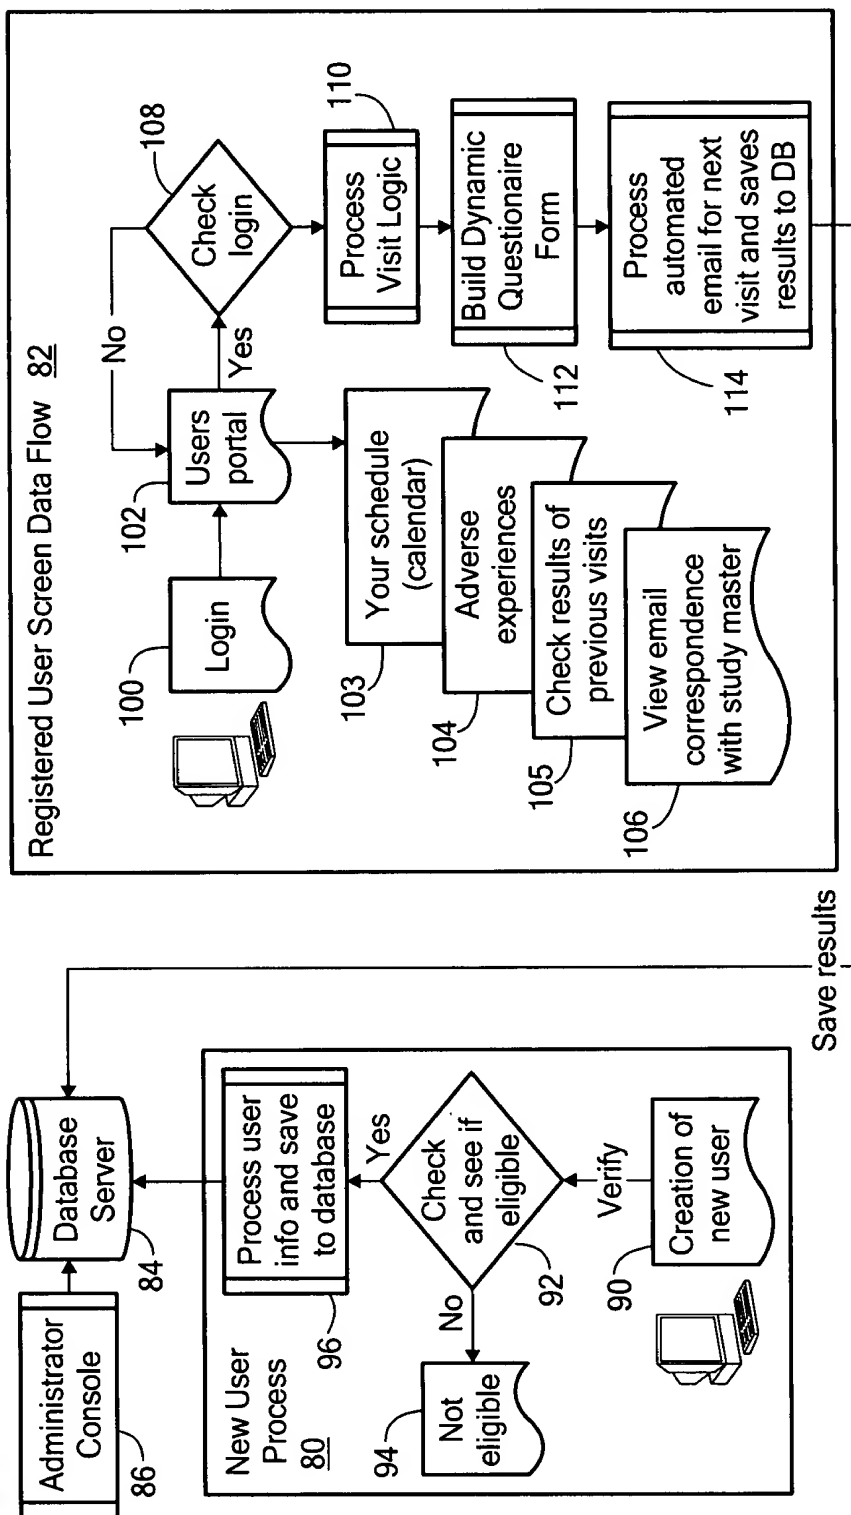 Administrator
Console
86
Database
Server
84
New User
Process
80
Process user
info and save
to database
96
Yes
Check
and see if
eligible
92
No
Not
eligible
94
Verify
Creation of
new user
90
Save results
Registered User Screen Data Flow 82
Login
100
Users
portal
102
No
Yes
Check
login
108
Your schedule
(calendar)
103
Adverse
experiences
104
Check results of
previous visits
105
View email
correspondence
with study master
106
Process
Visit Logic
110
Build Dynamic
Questionaire
Form
112
Process
automated
email for next
visit and saves
results to DB
114